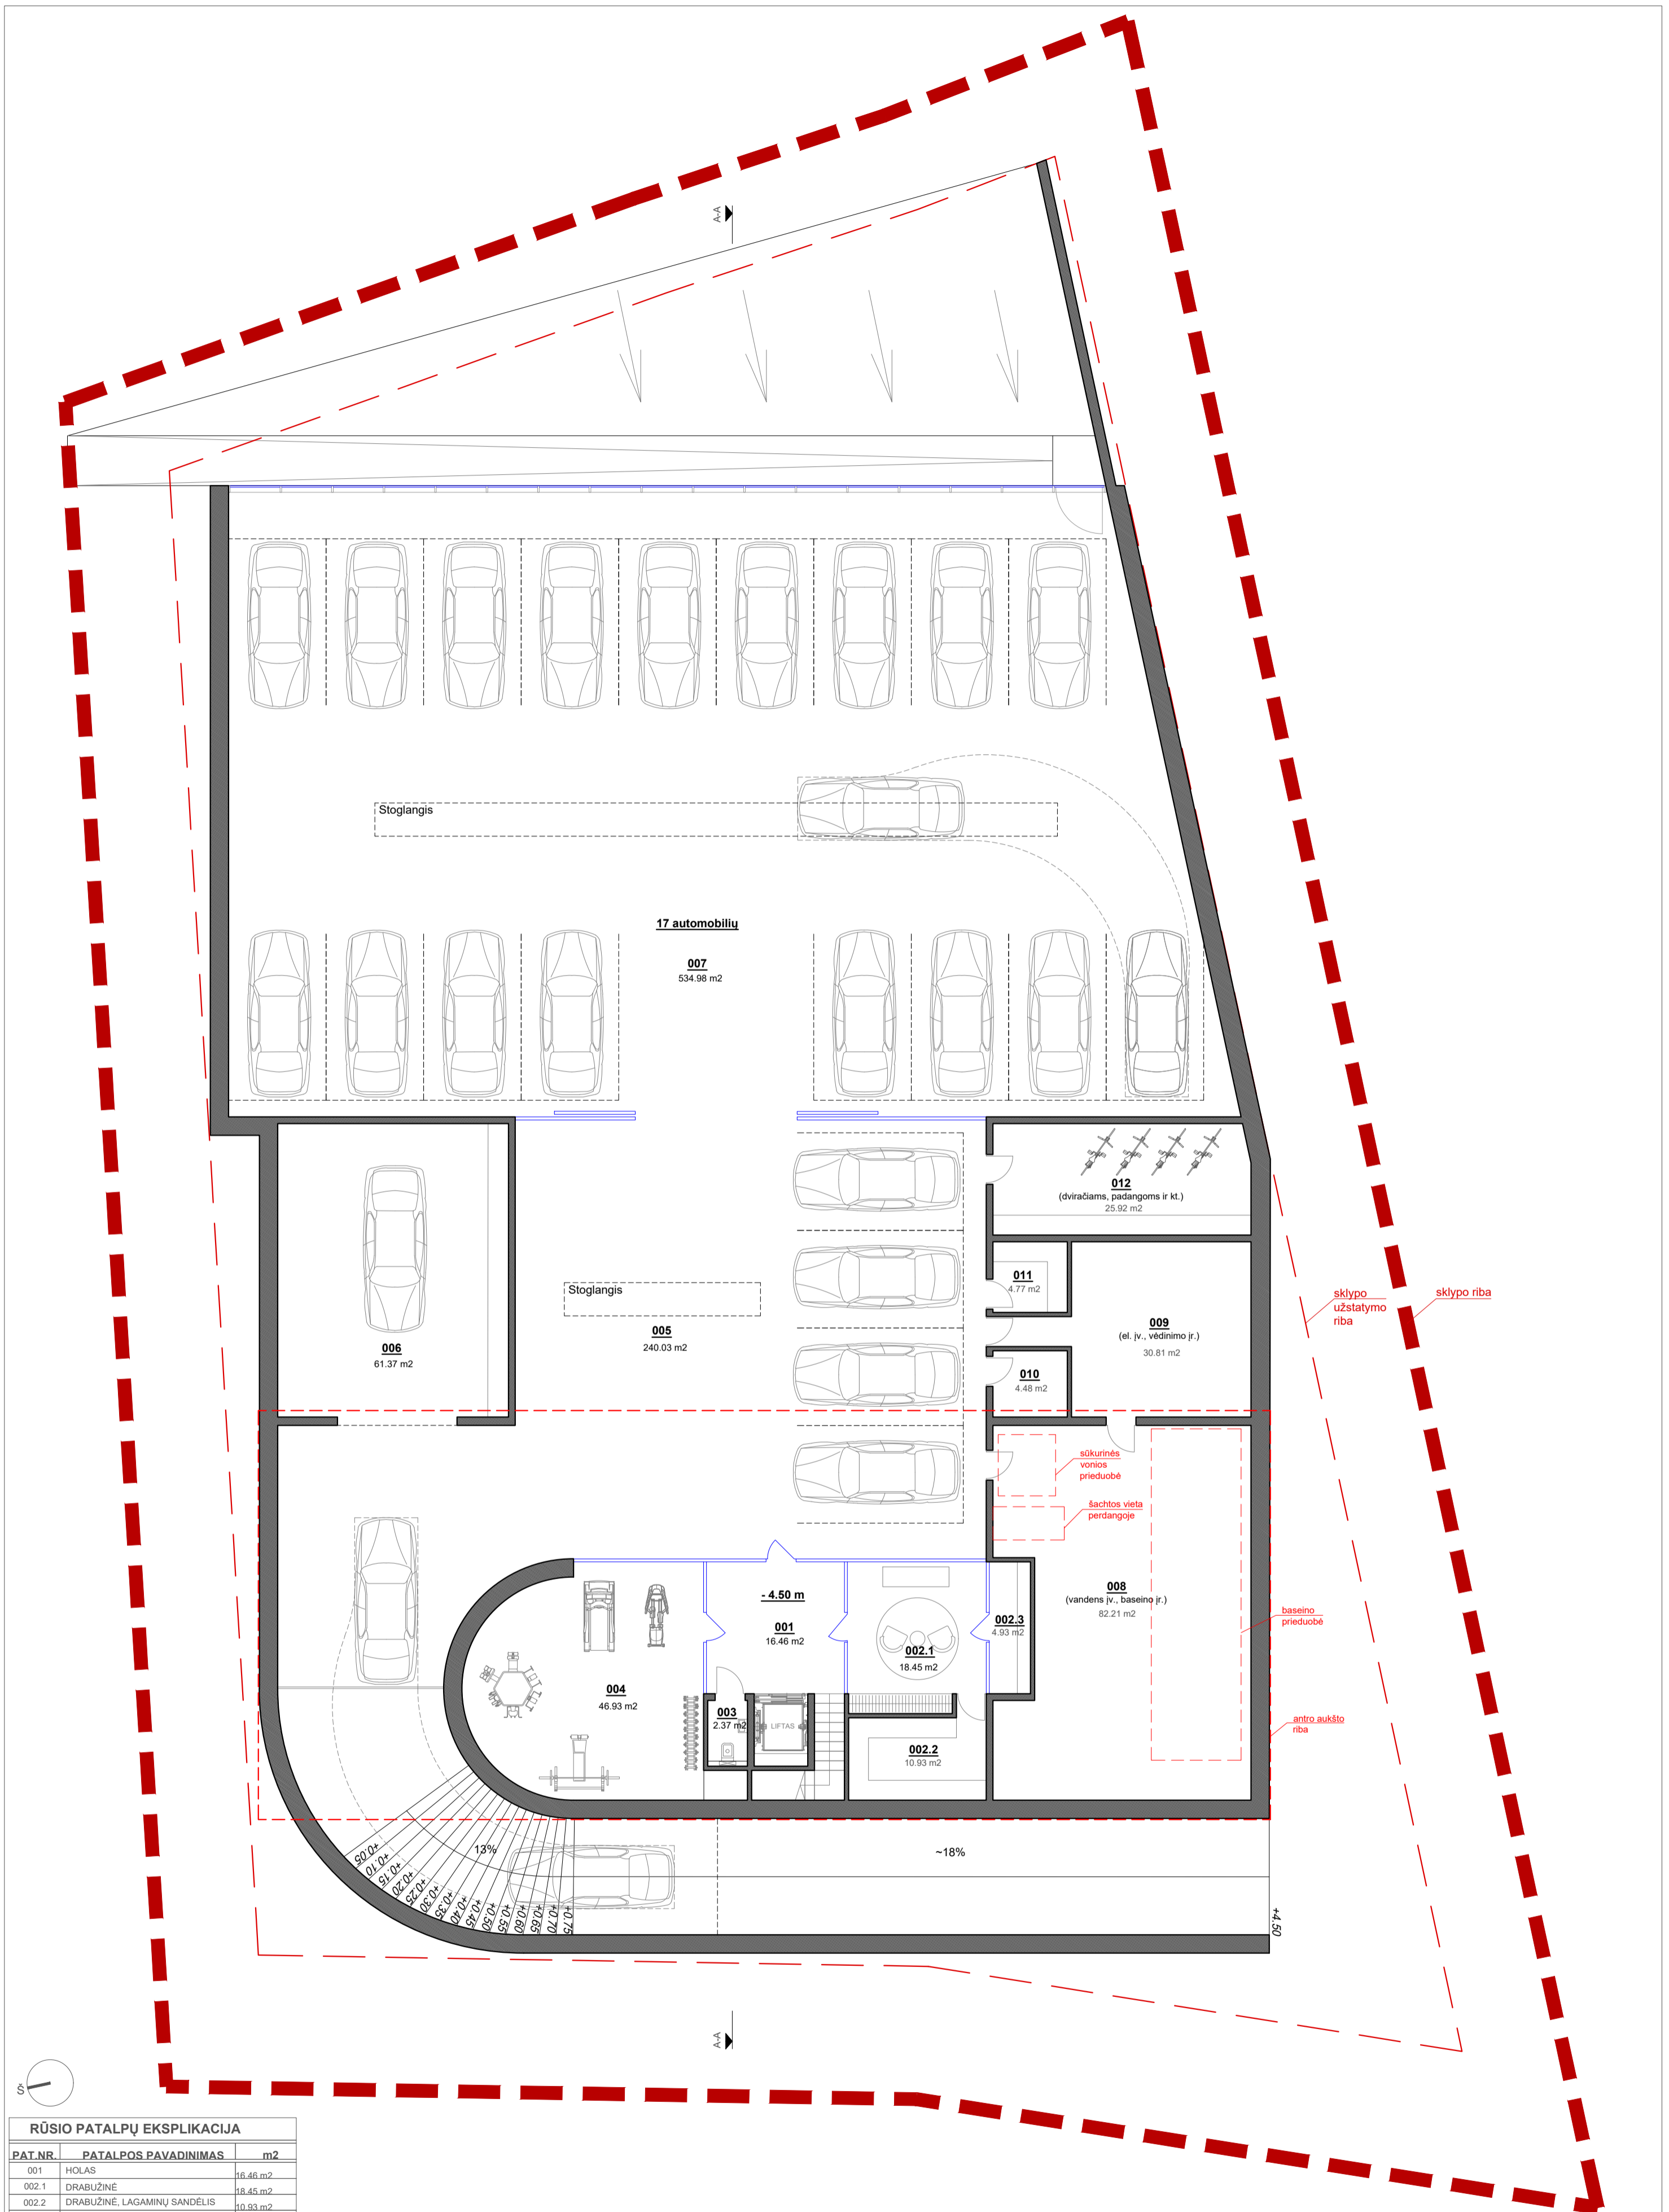 A-A
Stoglangis
17 automobilių
007
534.98 m2
012
(dviračiams, padangoms ir kt.)
25.92 m2
011
4.77 m2
Stoglangis
005
240.03 m2
006
61.37 m2
009
(el. įv., vėdinimo įr.)
30.81 m2
010
4.48 m2
sklypo
užstatymo
riba
sklypo riba
sūkurinės
vonios
prieduobė
šachtos vieta
perdangoje
008
(vandens įv., baseino įr.)
82.21 m2
baseino
prieduobė
- 4.50 m
001
16.46 m2
002.1
18.45 m2
002.3
4.93 m2
004
46.93 m2
003
2.37 m2
LIFTAS
002.2
10.93 m2
antro aukšto
riba
13%
~18%
+0.05
+0.10
+0.15
+0.20
+0.25
+0.30
+0.35
+0.40
+0.45
+0.50
+0.55
+0.60
+0.65
+0.70
+0.75
+4.50
A-A
Š
RŪSIO PATALPŲ EKSPLIKACIJA
PAT.NR. PATALPOS PAVADINIMAS m2
001 HOLAS 16.46 m2
002.1 DRABUŽINĖ 18.45 m2
002.2 DRABUŽINĖ, LAGAMINŲ SANDĖLIS 10.93 m2